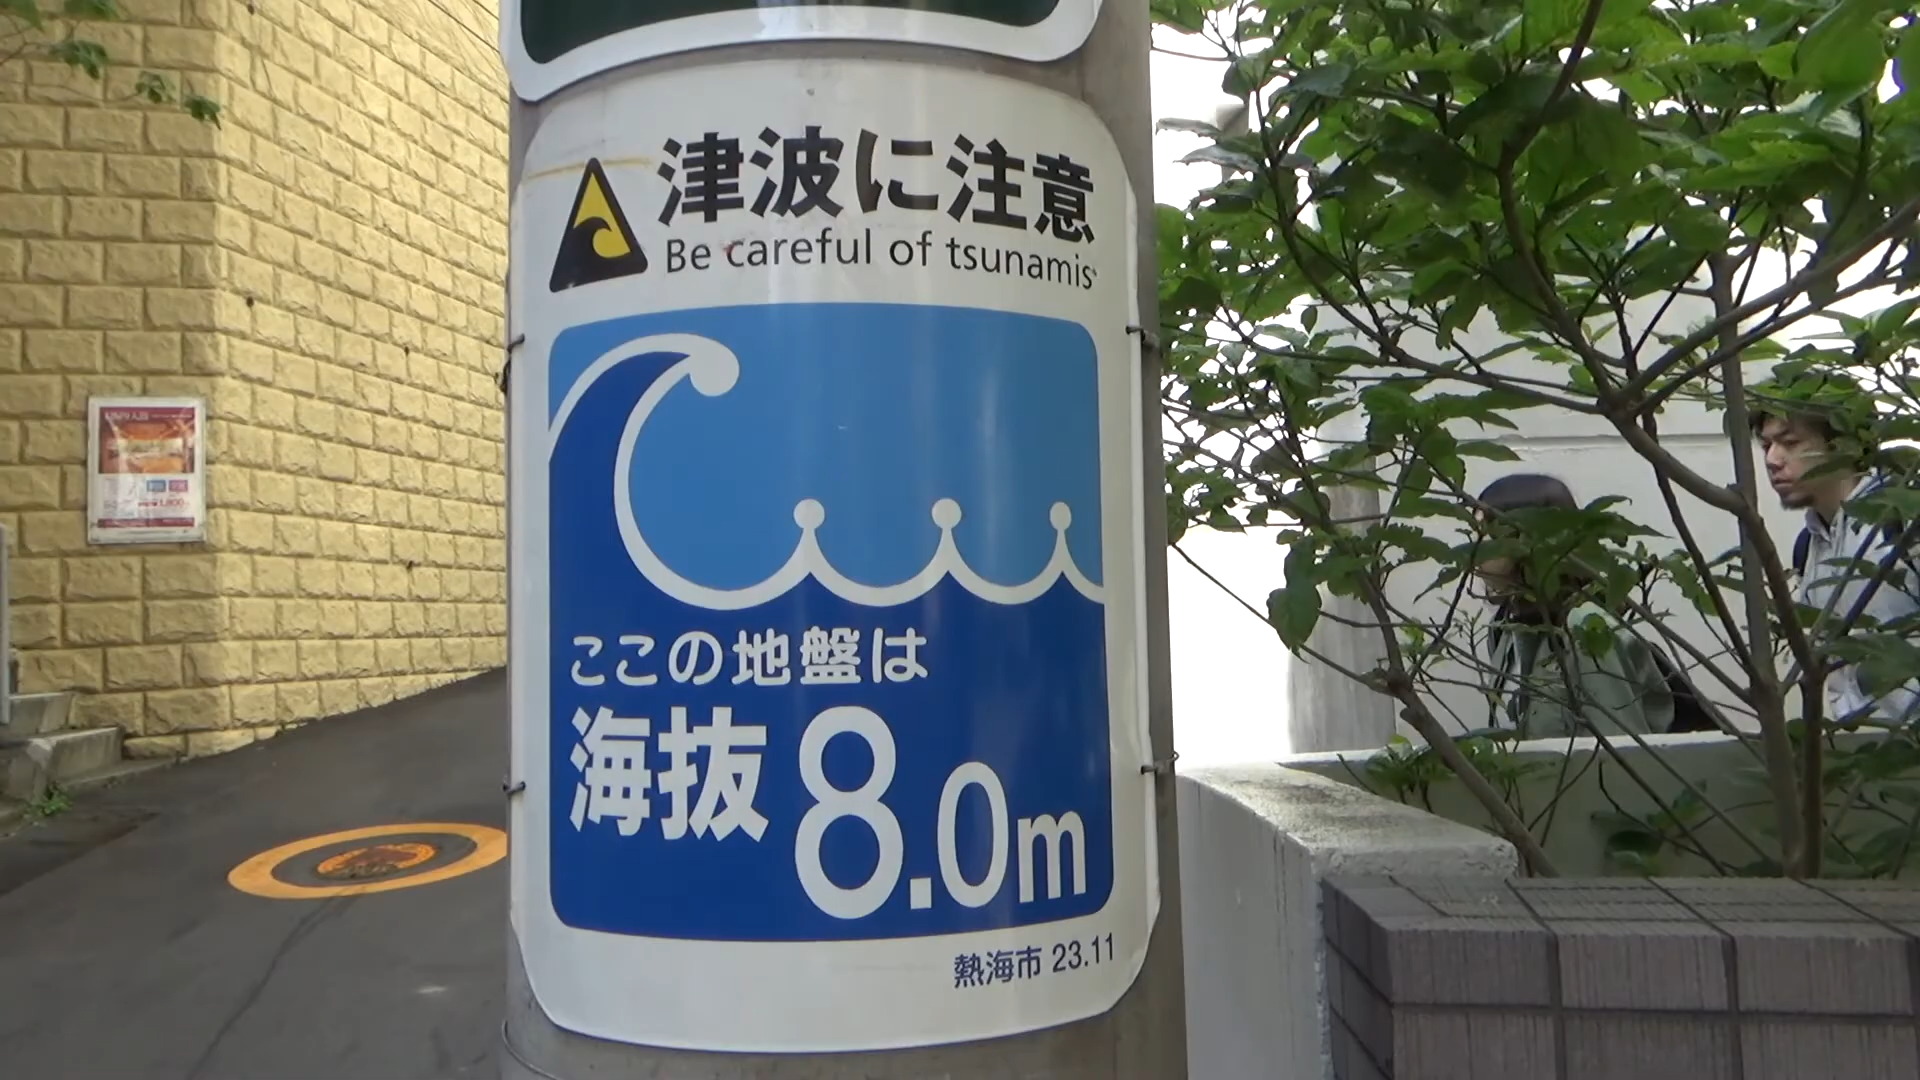 津波に注意
Be careful of tsunamis
ここの地盤は
海抜8.0m
熱海市 23.11